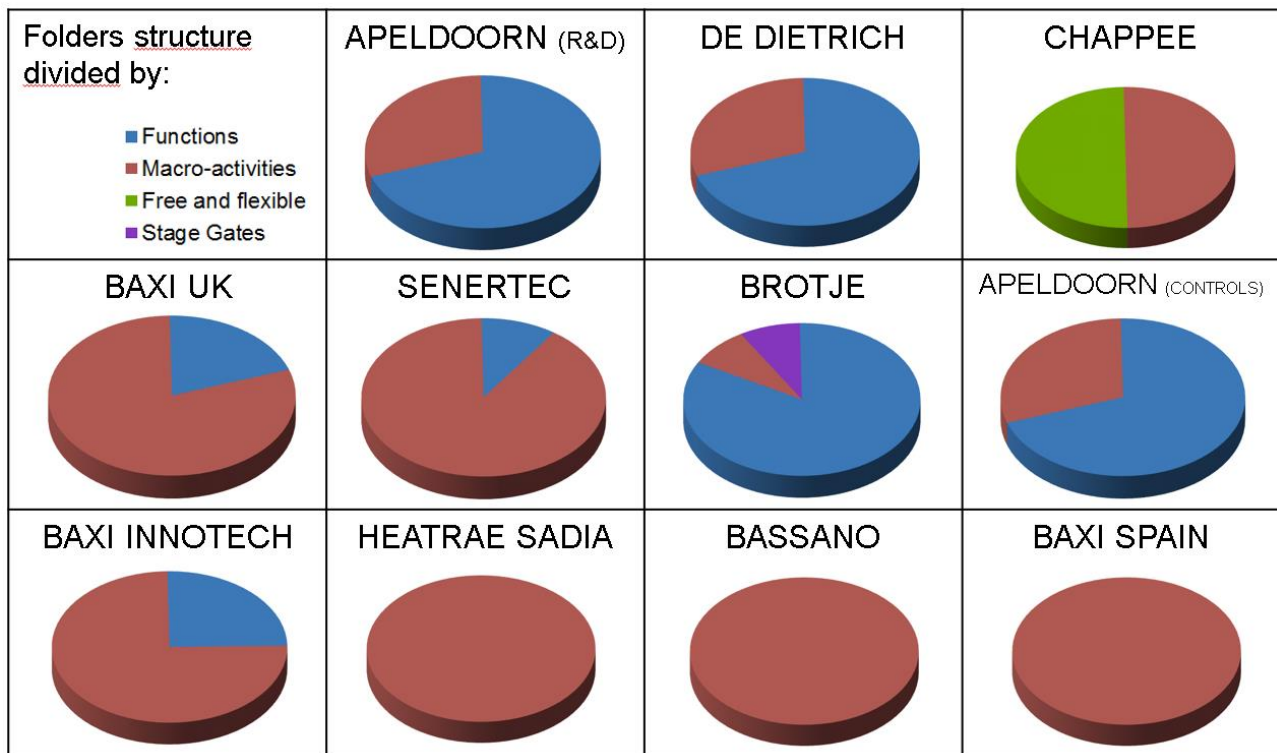 Folders structure
divided by:
Functions
Macro-activities
Free and flexible
Stage Gates
APELDOORN (R&D)
DE DIETRICH
CHAPPEE
BAXI UK
SENERTEC
BROTJE
APELDOORN (CONTROLS)
BAXI INNOTECH
HEATRAE SADIA
BASSANO
BAXI SPAIN